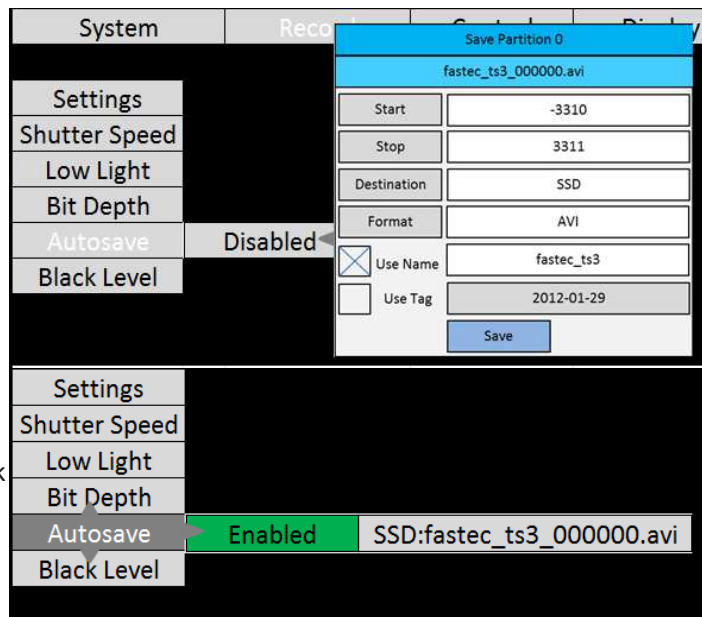 System
Save Partition 0
fastec_ts3_000000.avi
Settings
Shutter Speed
Low Light
Bit Depth
Autosave
Black Level
Disabled
Start -3310
Stop 3311
Destination SSD
Format AVI
Use Name fastec_ts3
Use Tag 2012-01-29
Save
Settings
Shutter Speed
Low Light
Bit Depth
Autosave Enabled SSD:fastec_ts3_000000.avi
Black Level